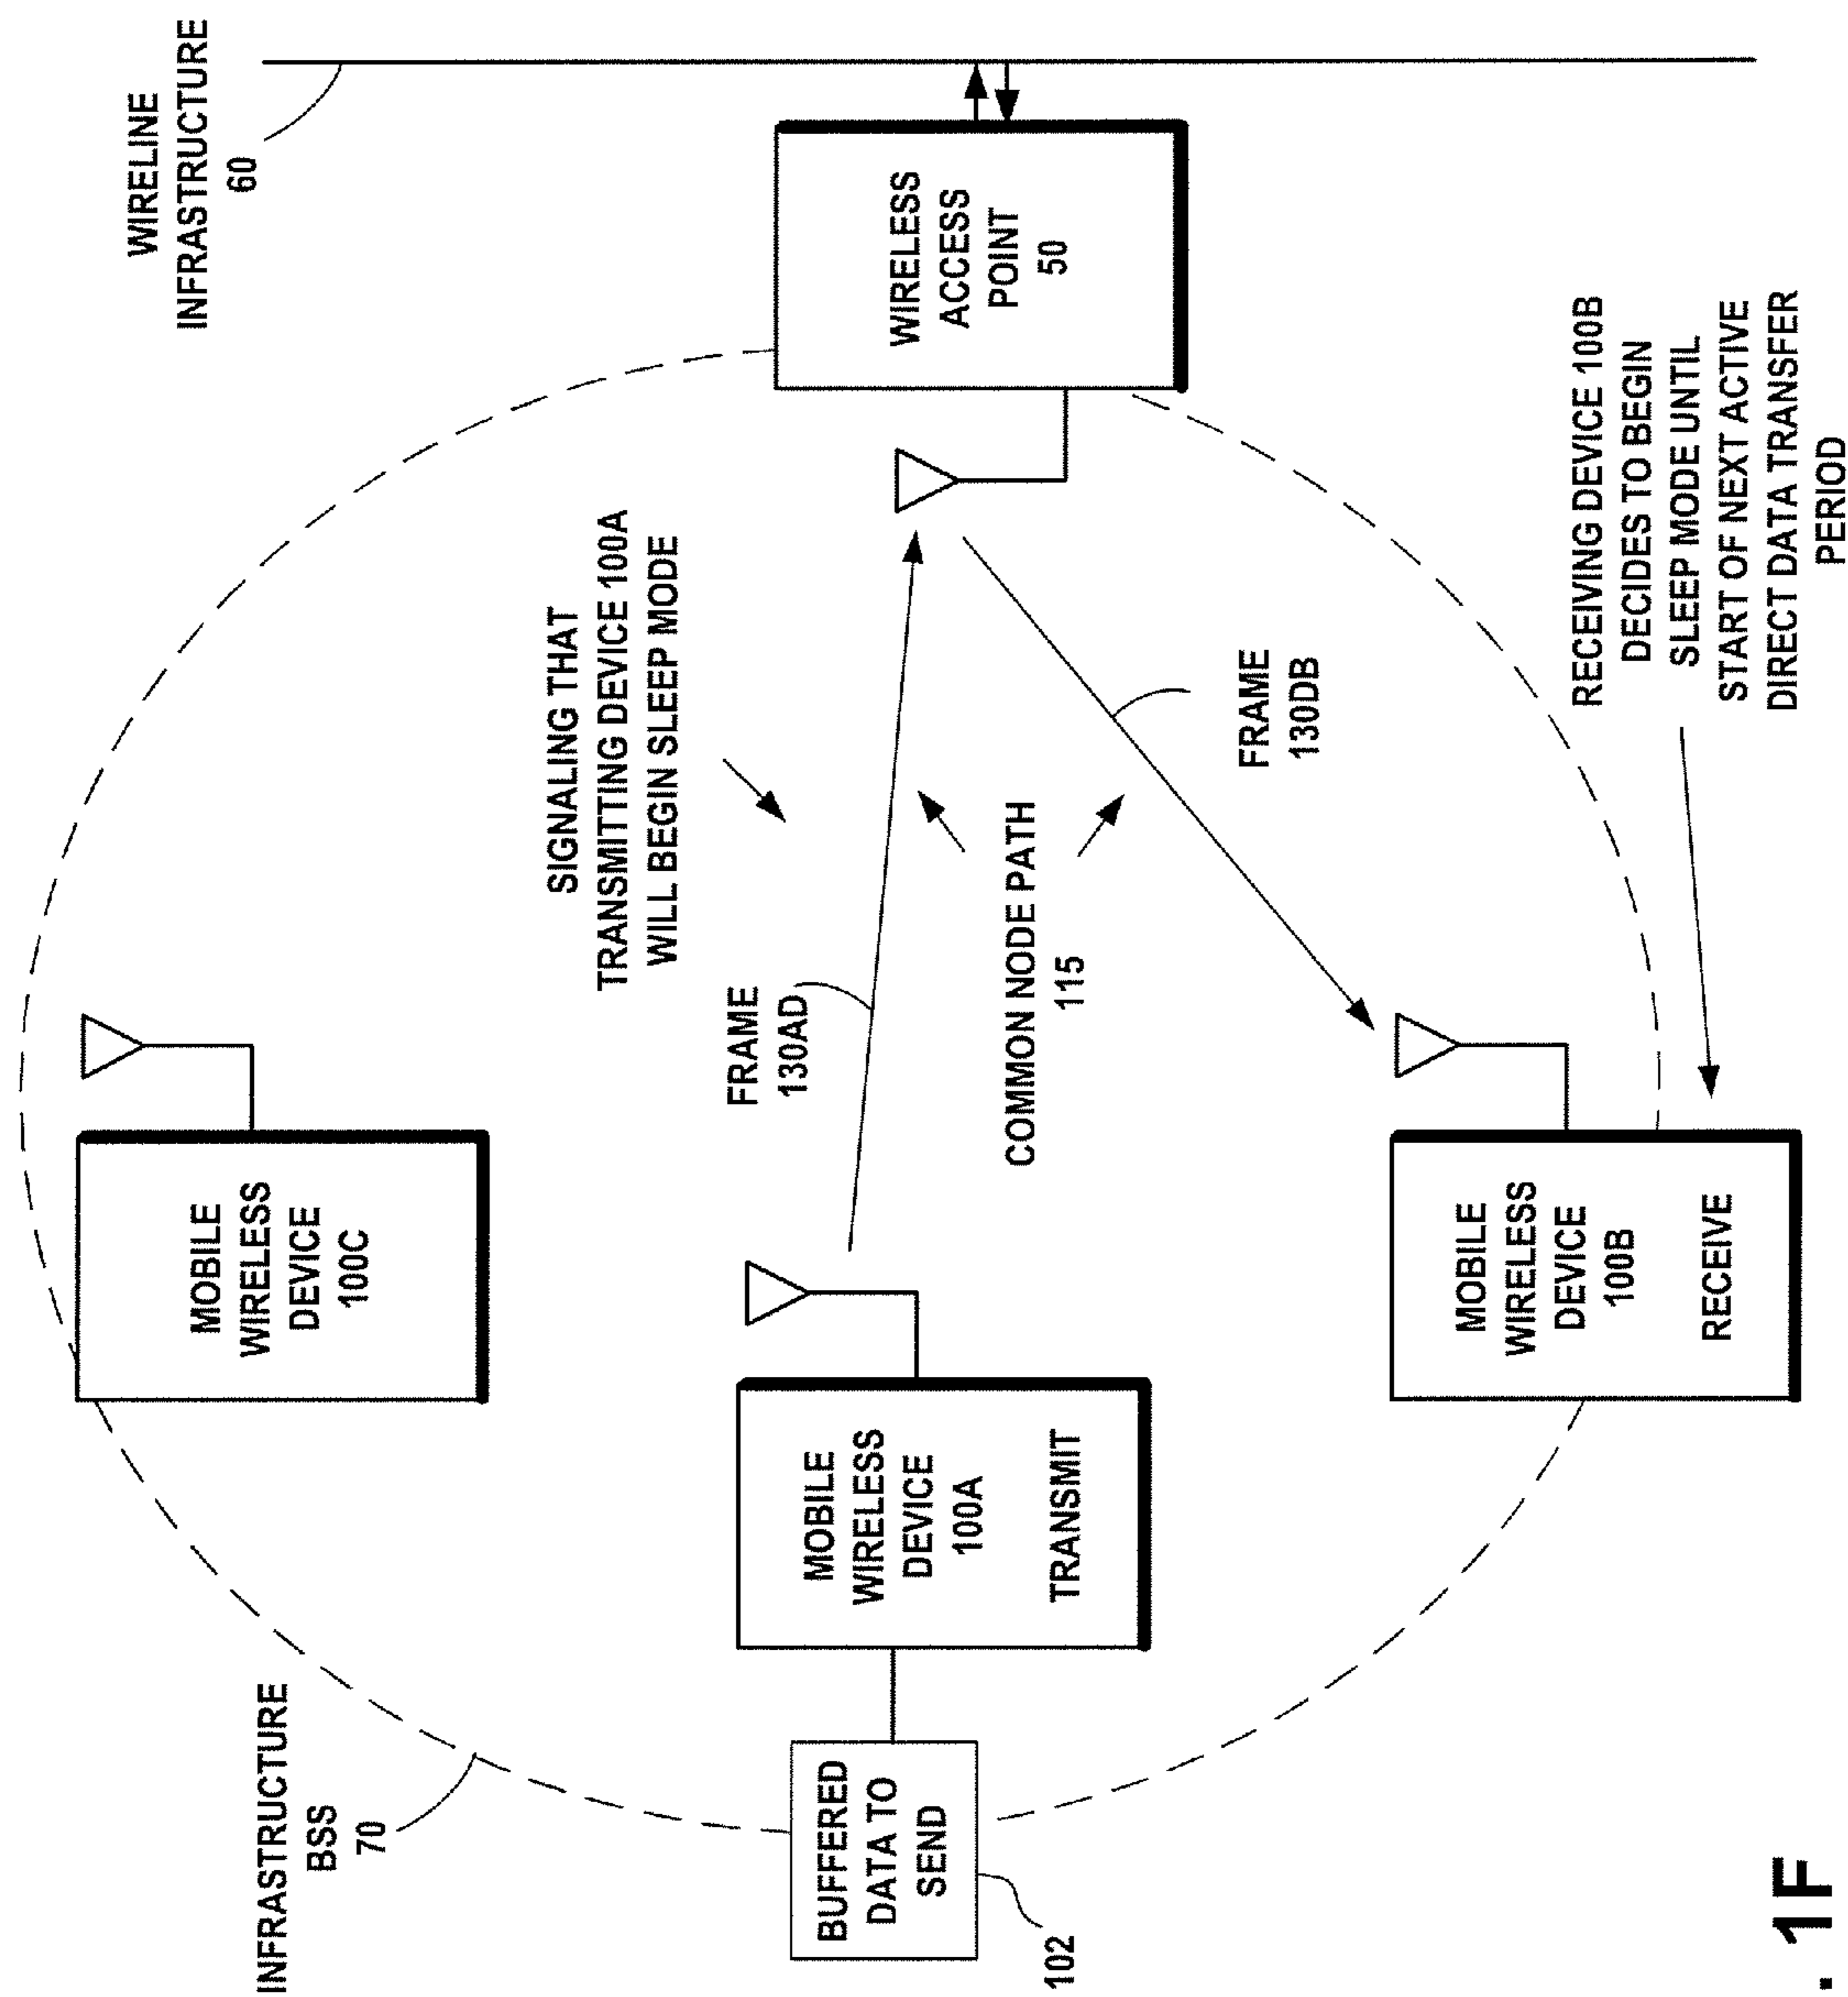 WIRELINE
INFRASTRUCTURE
60
INFRASTRUCTURE
BSS
70
MOBILE
WIRELESS
DEVICE
100C
SIGNALING THAT
TRANSMITTING DEVICE 100A
WILL BEGIN SLEEP MODE
WIRELESS
ACCESS
POINT
50
FRAME
130AD
BUFFERED
DATA TO
SEND
102
MOBILE
WIRELESS
DEVICE
100A
TRANSMIT
COMMON NODE PATH
115
FRAME
130DB
MOBILE
WIRELESS
DEVICE
100B
RECEIVE
RECEIVING DEVICE 100B
DECIDES TO BEGIN
SLEEP MODE UNTIL
START OF NEXT ACTIVE
DIRECT DATA TRANSFER
PERIOD
. 1F